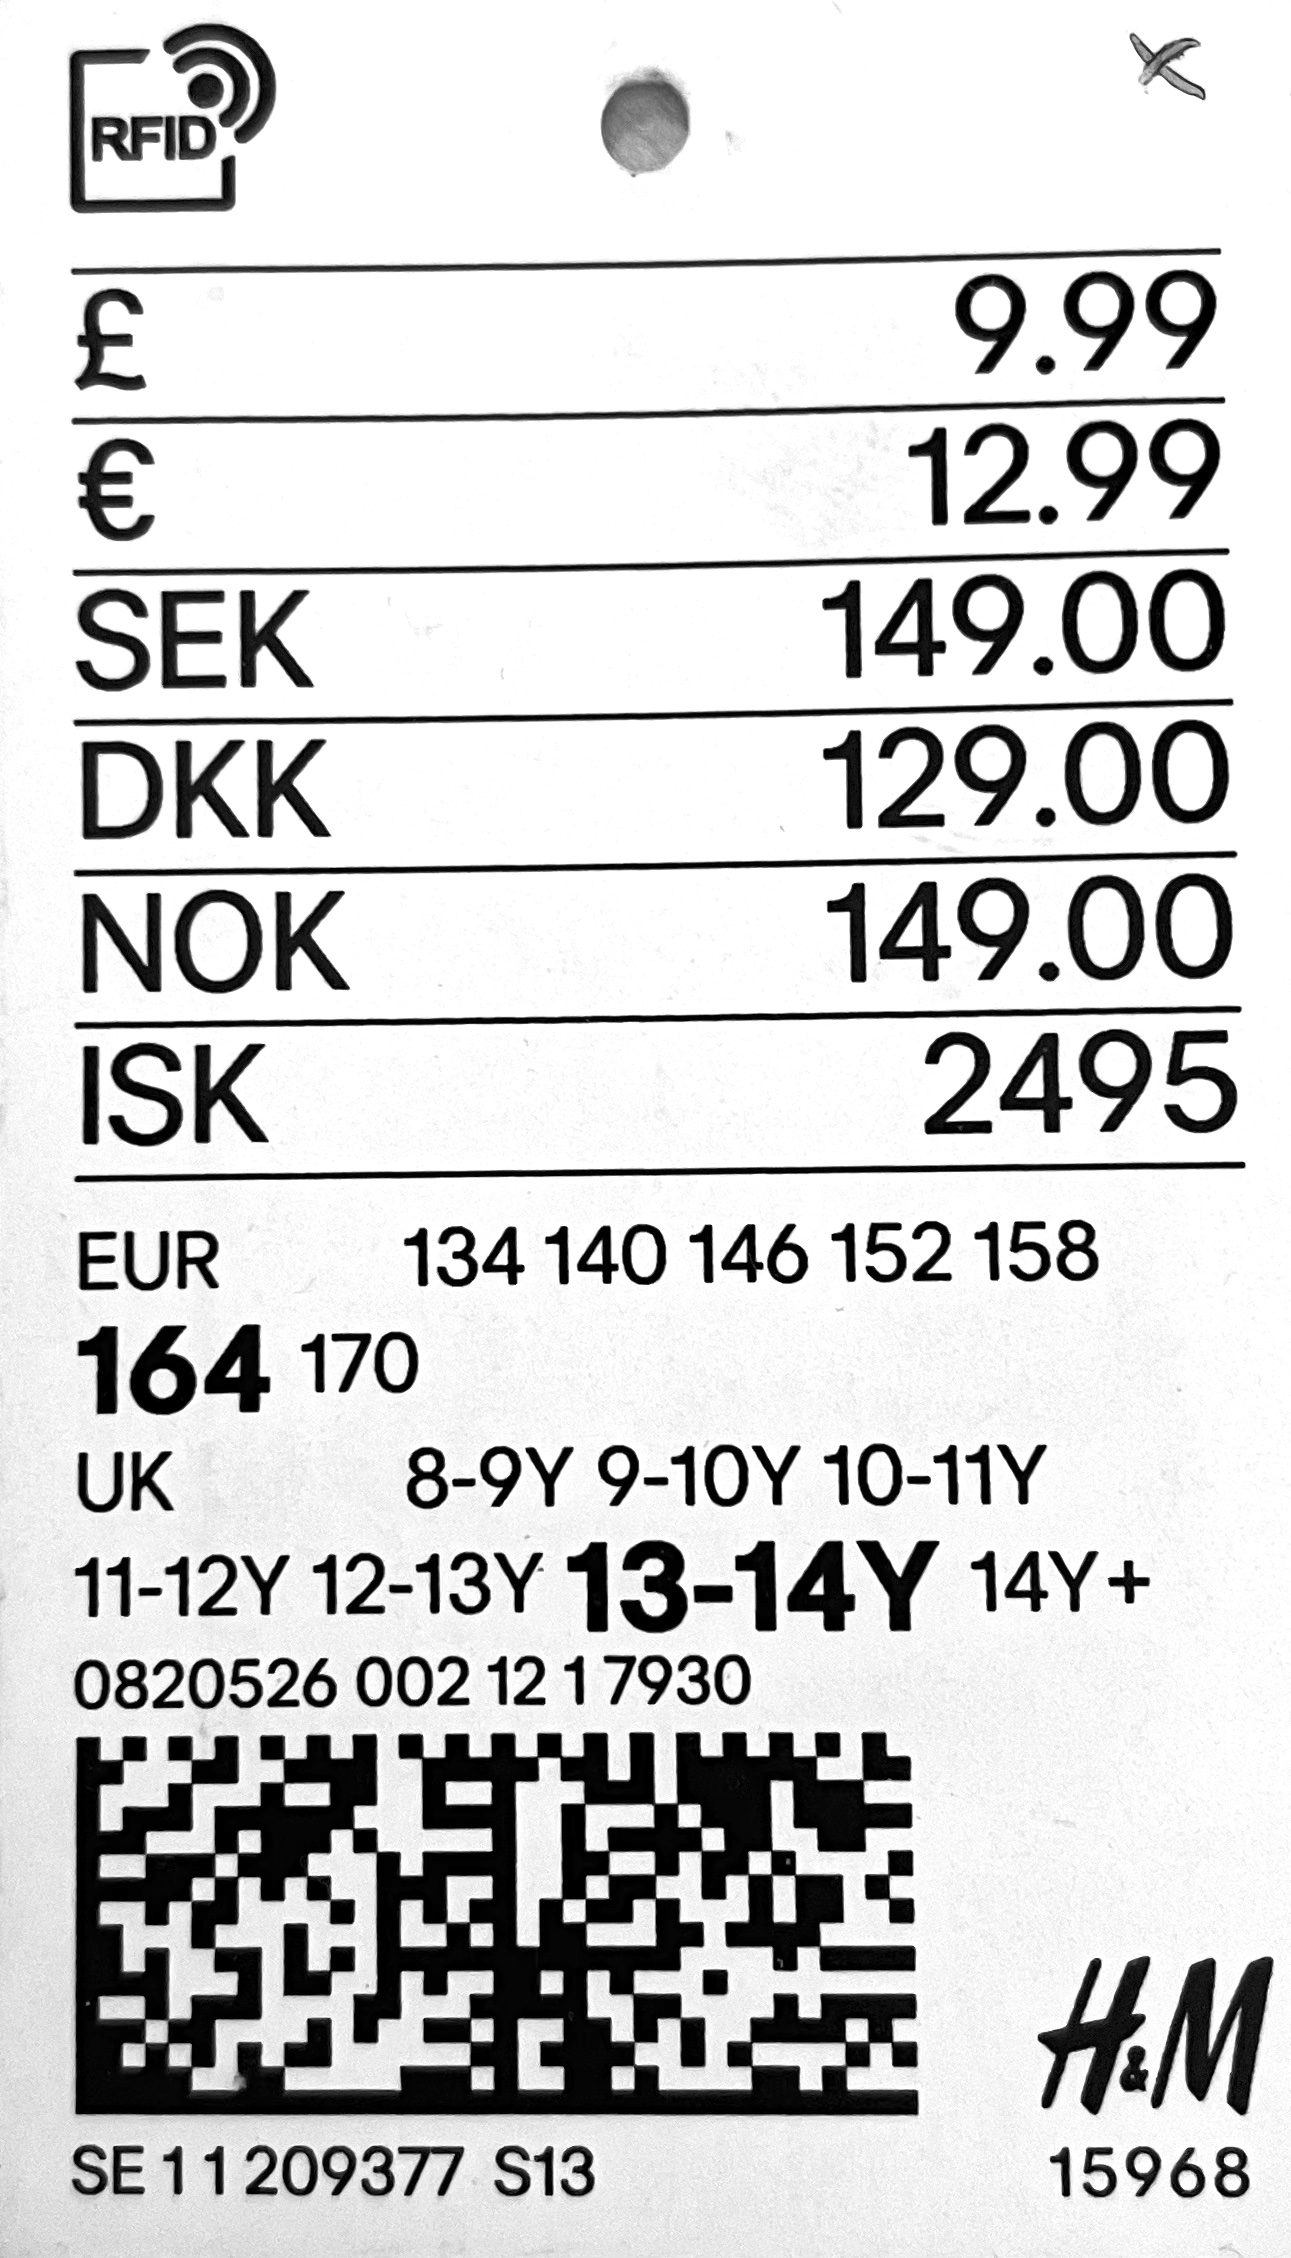 RFID
£ 9.99
€ 12.99
SEK 149.00
DKK 129.00
NOK 149.00
ISK 2495
EUR 134 140 146 152 158
164 170
UK 8-9Y 9-10Y 10-11Y
11-12Y 12-13Y 13-14Y 14Y+
0820526 002 12 1 7930
H&M
SE 1 1 209377 S13 15968